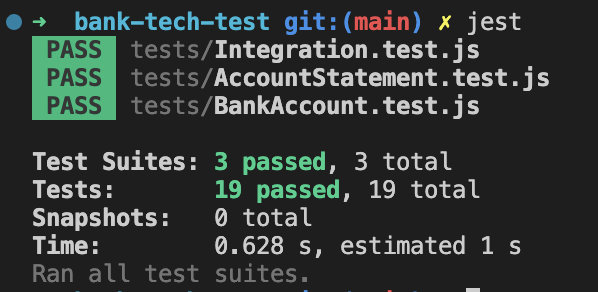 ➜ bank-tech-test git:(main) ✗ jest
PASS tests/Integration.test.js
PASS tests/AccountStatement.test.js
PASS tests/BankAccount.test.js
Test Suites: 3 passed, 3 total
Tests: 19 passed, 19 total
Snapshots: 0 total
Time: 0.628 s, estimated 1 s
Ran all test suites.